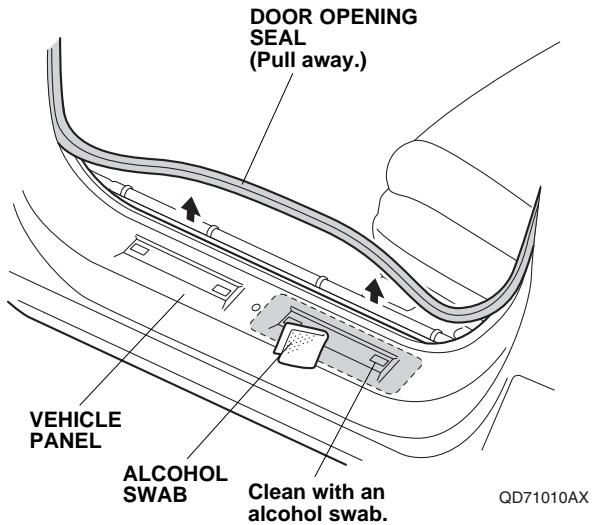 DOOR OPENING
SEAL
(Pull away.)
VEHICLE
PANEL
ALCOHOL
SWAB
Clean with an
alcohol swab.
QD71010AX